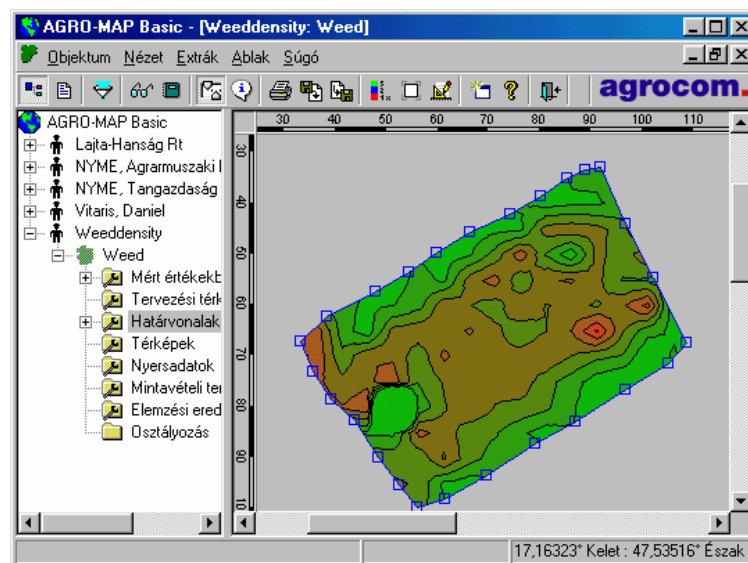 AGRO-MAP Basic - [Weeddensity: Weed]
Objektum Nézet Extrák Ablak Súgó
agrocom.
AGRO-MAP Basic
Lajta-Hanság Rt
NYME, Agrarmuszaki
NYME, Tangazdaság
Vitaris, Daniel
Weeddensity
Weed
Mért értékekb
Tervezési térk
Határvonalak
Térképek
Nyersadatok
Mintavételi te
Elemzési ered
Osztályozás
30 40 50 60 70 80 90 100 110
30
40
50
60
70
80
90
17,16323° Kelet : 47,53516° Észak